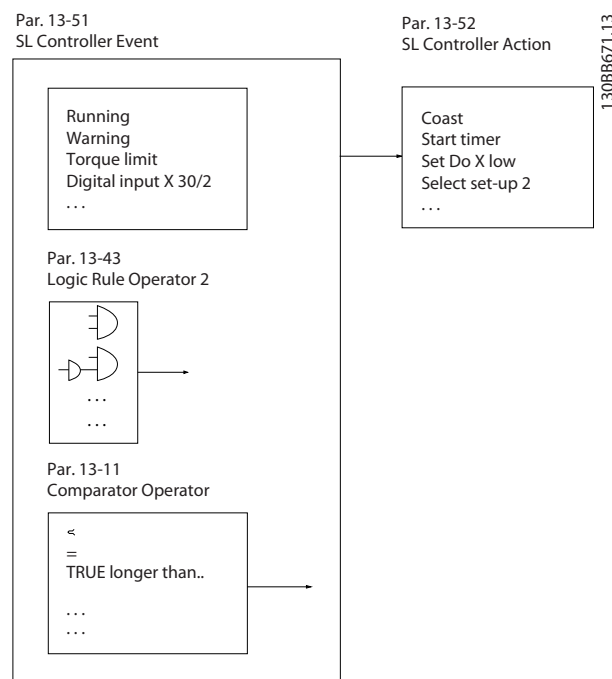 Par. 13-51
SL Controller Event
Par. 13-52
SL Controller Action
130BB671.13
Running
Warning
Torque limit
Digital input X 30/2
. . .
Coast
Start timer
Set Do X low
Select set-up 2
. . .
Par. 13-43
Logic Rule Operator 2
. . .
. . .
Par. 13-11
Comparator Operator
<
=
TRUE longer than..
. . .
. . .